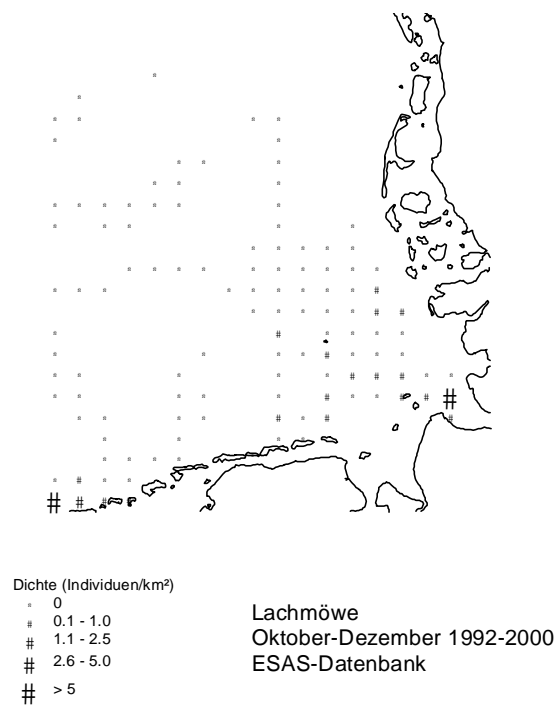 Dichte (Individuen/km²)
0
0.1 - 1.0
1.1 - 2.5
2.6 - 5.0
> 5
Lachmöwe
Oktober-Dezember 1992-2000
ESAS-Datenbank